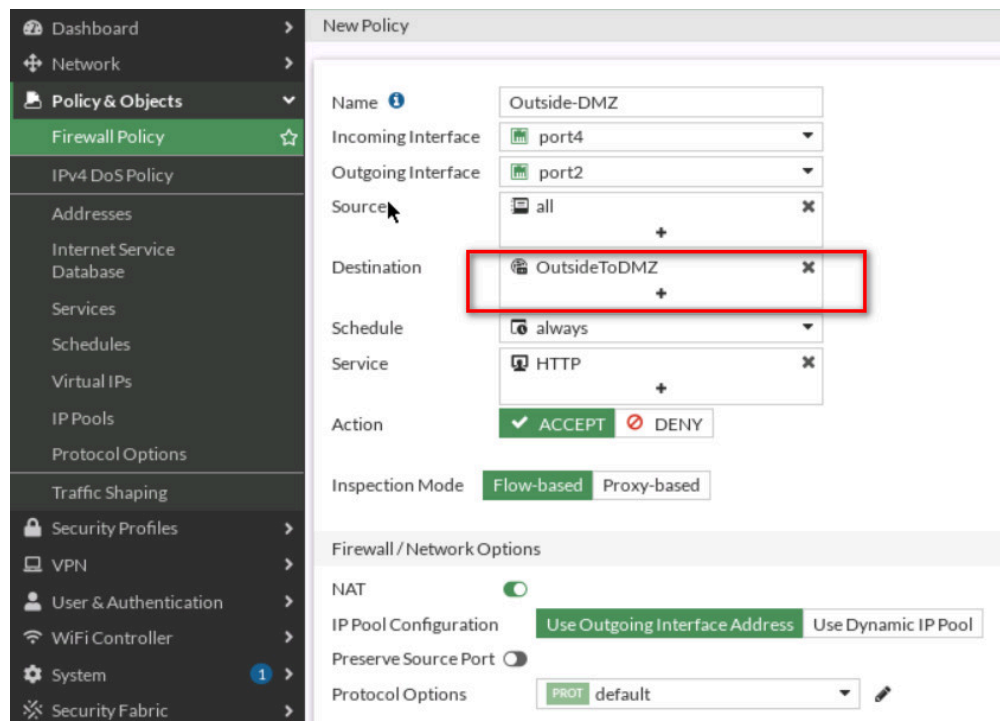 Dashboard
Network
Policy & Objects
Firewall Policy
IPv4 DoS Policy
Addresses
Internet Service
Database
Services
Schedules
Virtual IPs
IP Pools
Protocol Options
Traffic Shaping
Security Profiles
VPN
User & Authentication
WiFi Controller
System 1
Security Fabric
New Policy
Name Outside-DMZ
Incoming Interface port4
Outgoing Interface port2
Source all
+
Destination OutsideToDMZ
+
Schedule always
Service HTTP
+
Action ACCEPT DENY
Inspection Mode Flow-based Proxy-based
Firewall / Network Options
NAT
IP Pool Configuration Use Outgoing Interface Address Use Dynamic IP Pool
Preserve Source Port
Protocol Options PROT default